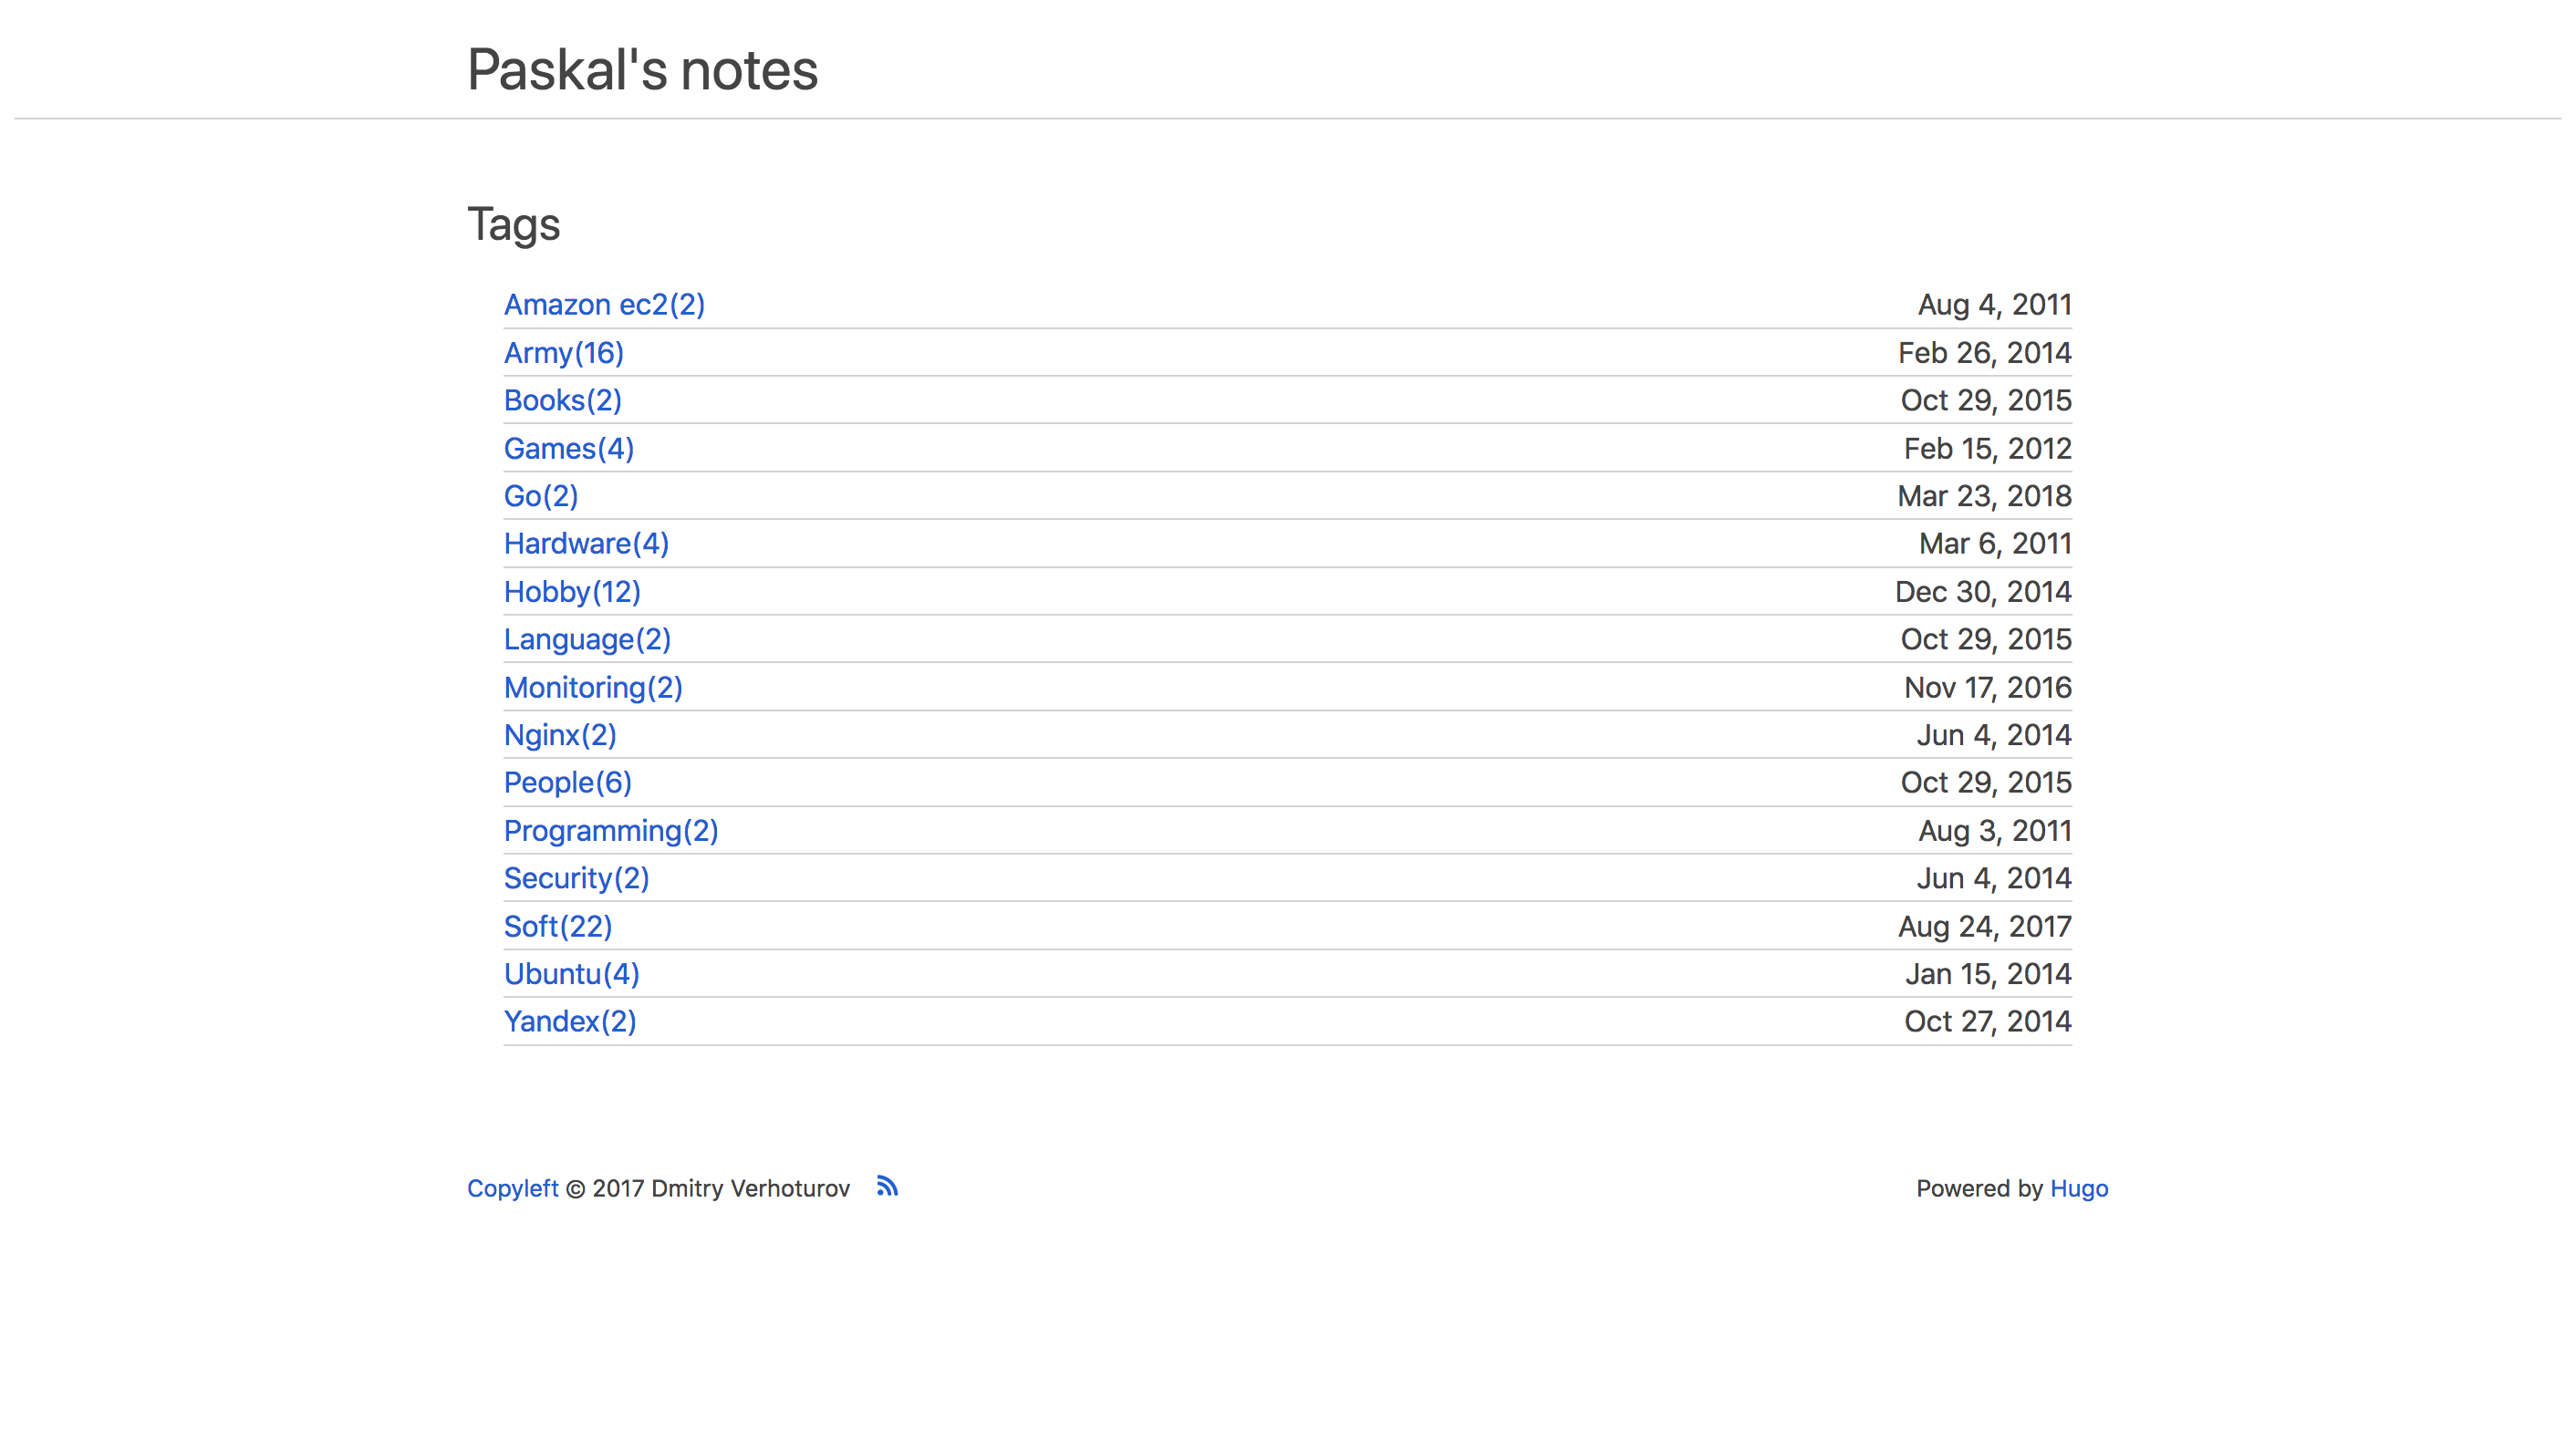 Paskal's notes
Tags
Amazon ec2(2) Aug 4, 2011
Army(16) Feb 26, 2014
Books(2) Oct 29, 2015
Games(4) Feb 15, 2012
Go(2) Mar 23, 2018
Hardware(4) Mar 6, 2011
Hobby(12) Dec 30, 2014
Language(2) Oct 29, 2015
Monitoring(2) Nov 17, 2016
Nginx(2) Jun 4, 2014
People(6) Oct 29, 2015
Programming(2) Aug 3, 2011
Security(2) Jun 4, 2014
Soft(22) Aug 24, 2017
Ubuntu(4) Jan 15, 2014
Yandex(2) Oct 27, 2014
Copyleft © 2017 Dmitry Verhoturov Powered by Hugo